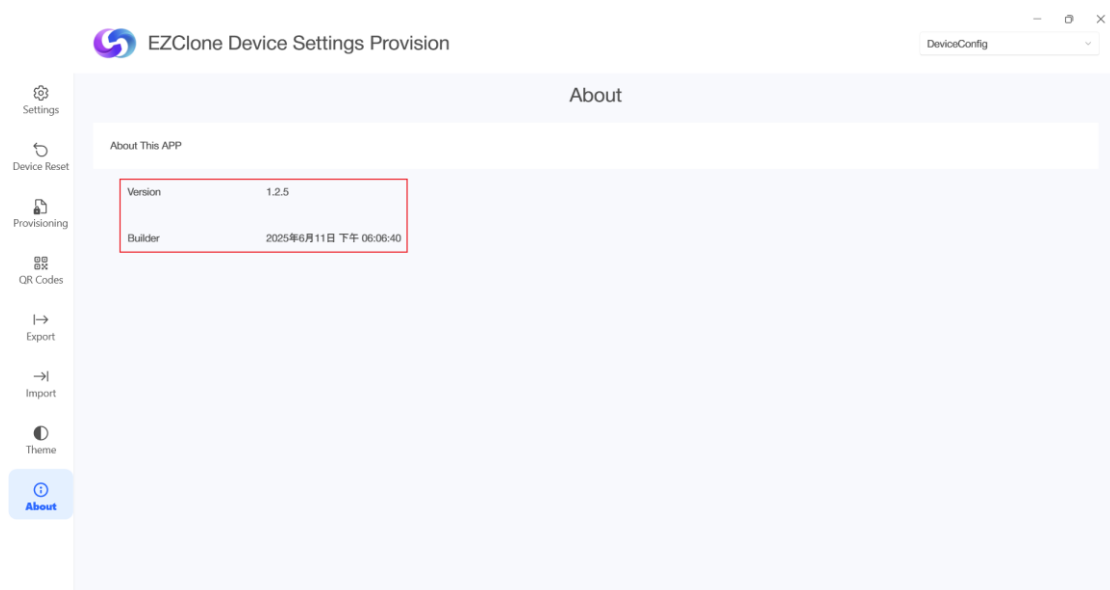 EZClone Device Settings Provision
DeviceConfig
Settings
Device Reset
Provisioning
QR Codes
Export
Import
Theme
About
About
About This APP
Version 1.2.5
Builder 2025年6月11日 下午 06:06:40